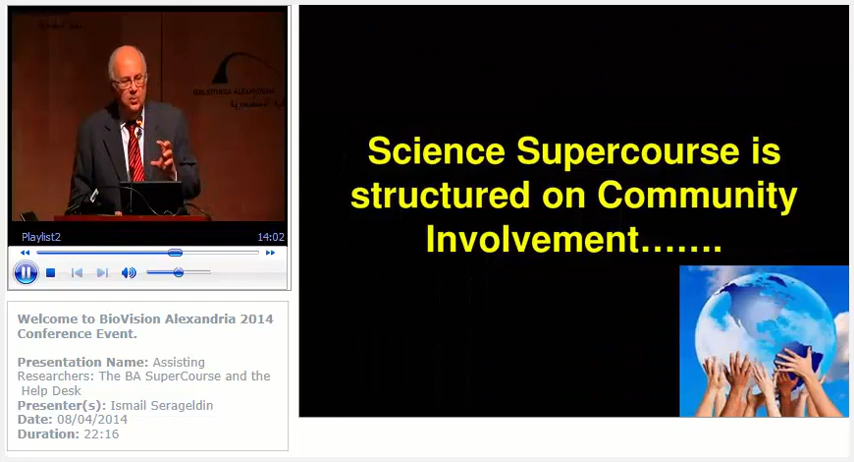 BIBLIOTHECA ALEXANDRINA
Playlist2
14:02
Welcome to BioVision Alexandria 2014
Conference Event.
Presentation Name: Assisting
Researchers: The BA SuperCourse and the
Help Desk
Presenter(s): Ismail Serageldin
Date: 08/04/2014
Duration: 22:16
Science Supercourse is
structured on Community
Involvement.......